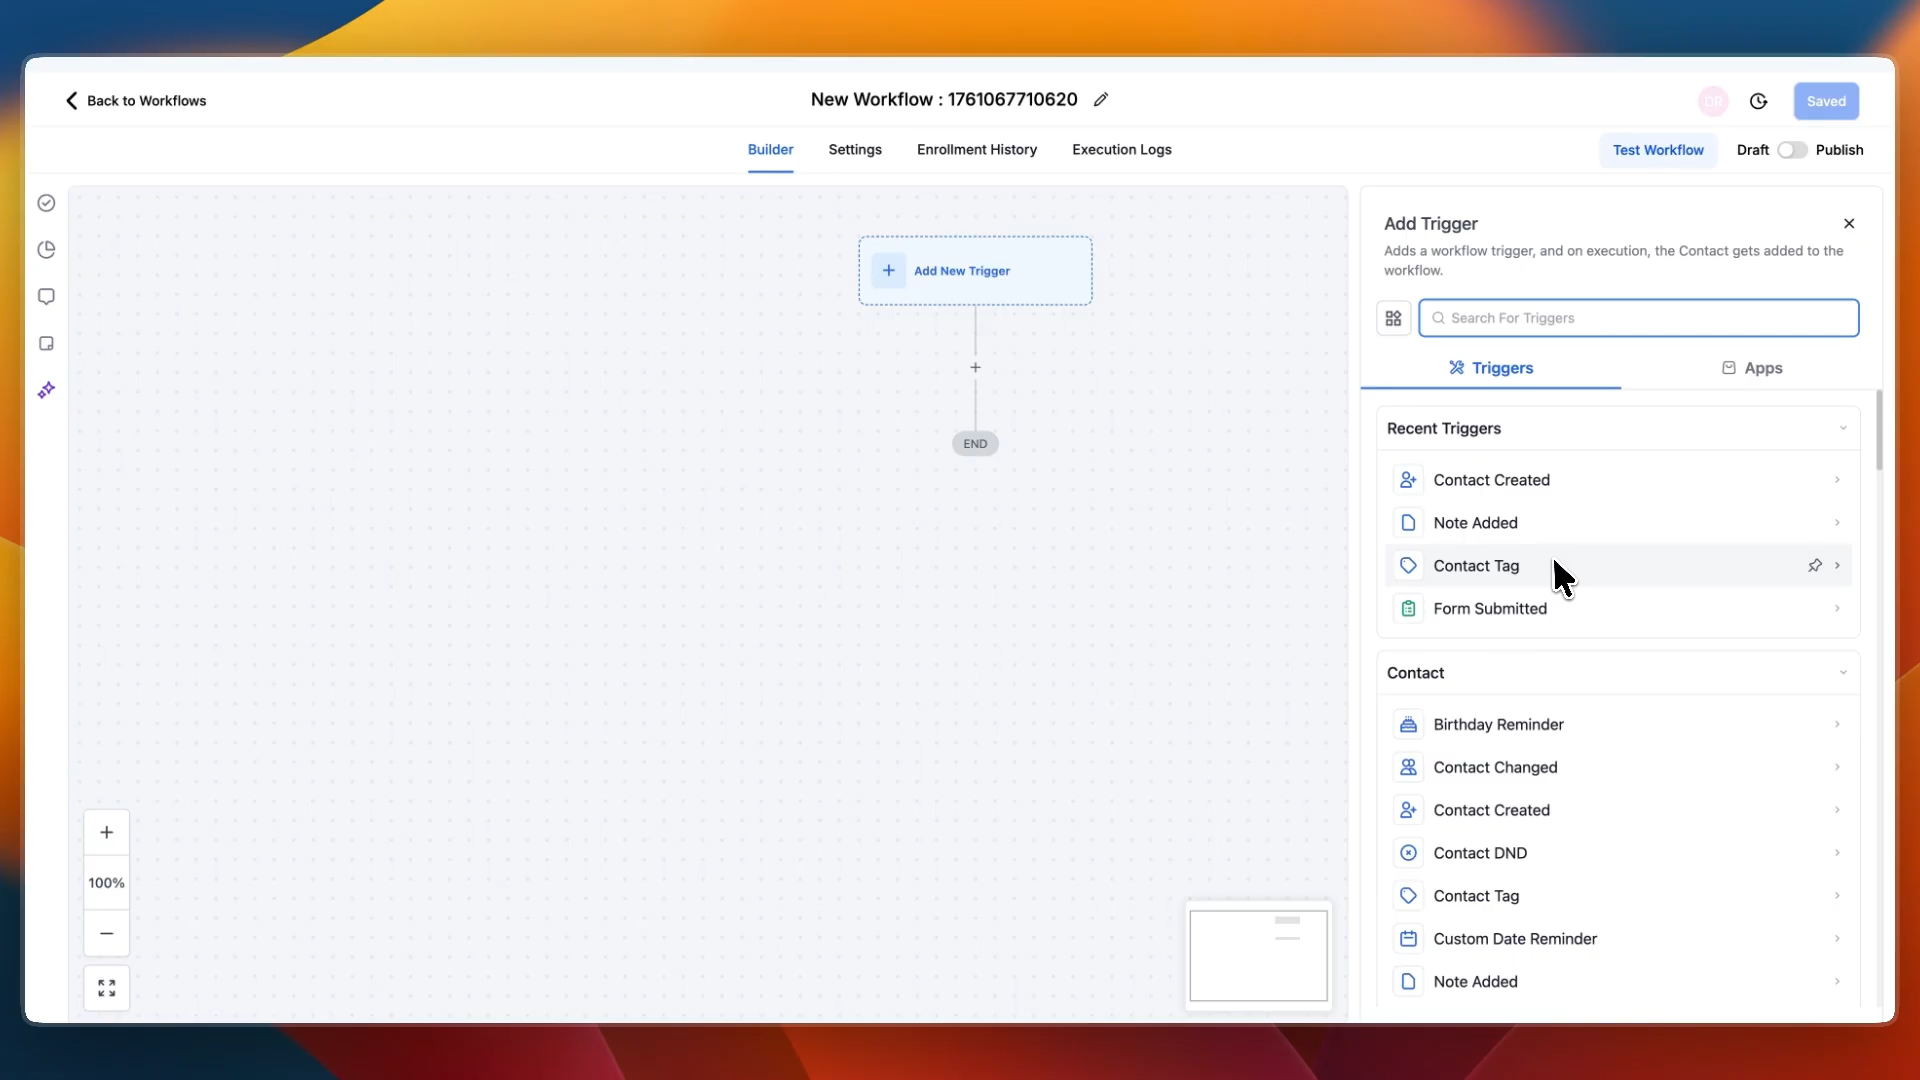 Back to Workflows
New Workflow : 1761067710620
DR
Saved
Builder
Settings
Enrollment History
Execution Logs
Test Workflow
Draft
Publish
Add New Trigger
END
100%
Add Trigger
Adds a workflow trigger, and on execution, the Contact gets added to the
workflow.
Search For Triggers
Triggers
Apps
Recent Triggers
Contact Created
Note Added
Contact Tag
Form Submitted
Contact
Birthday Reminder
Contact Changed
Contact Created
Contact DND
Contact Tag
Custom Date Reminder
Note Added